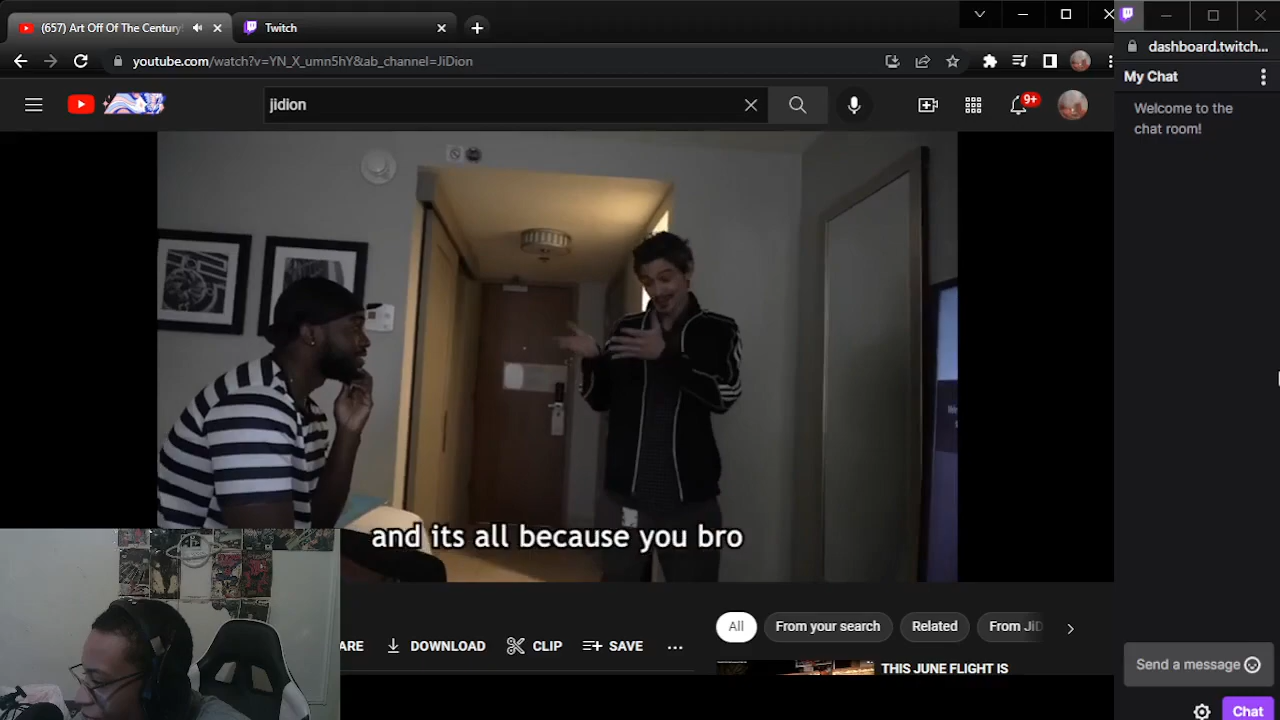 (657) Art Off Of The Century
Twitch
youtube.com/watch?v=YN_X_umn5hY&ab_channel=JiDion
dashboard.twitch...
My Chat
jidion
9+
Welcome to the
chat room!
and its all because you bro
All
From your search
Related
From JiD
ARE
DOWNLOAD
CLIP
SAVE
THIS JUNE FLIGHT IS
Send a message
Chat